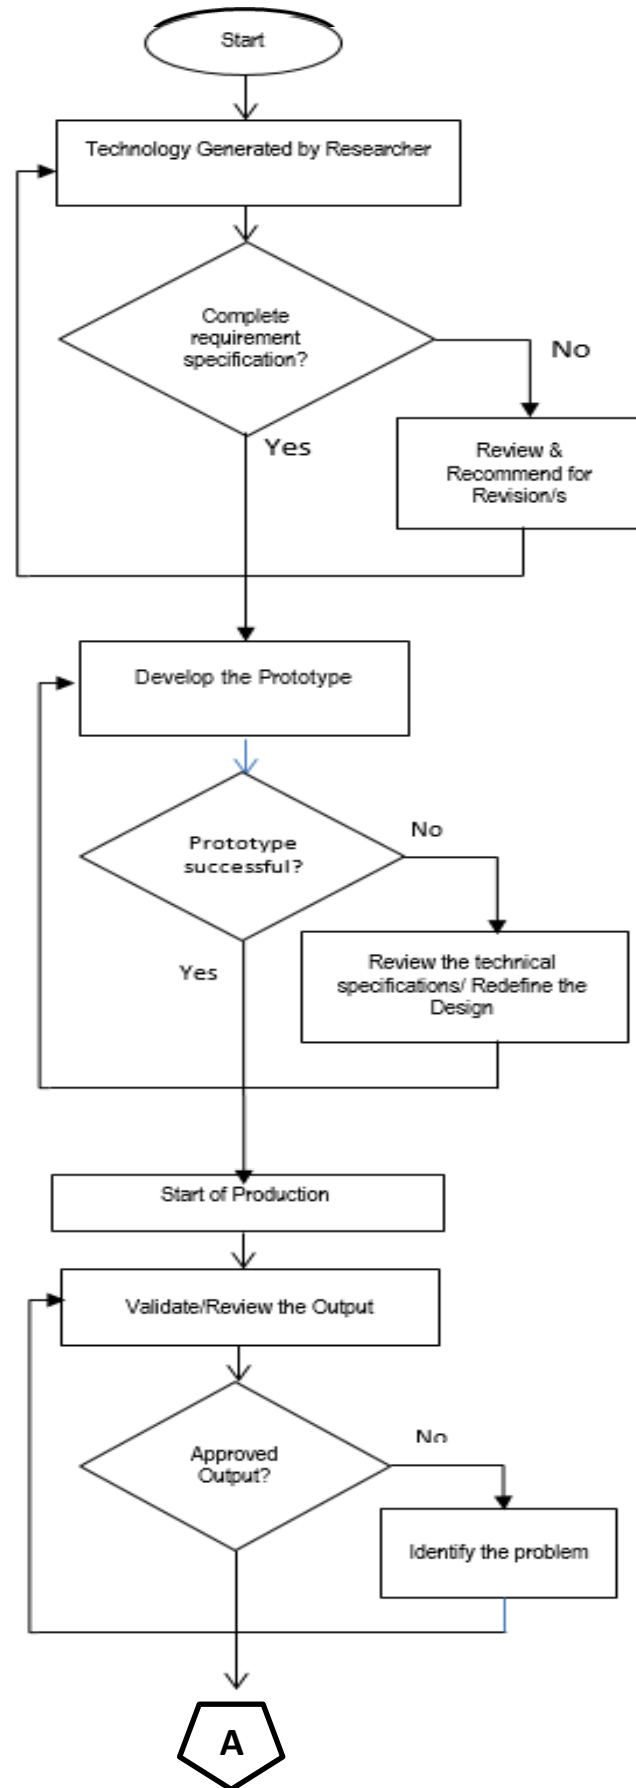 Start
Technology Generated by Researcher
Complete
requirement
specification?
No
Yes
Review &
Recommend for
Revision/s
Develop the Prototype
Prototype
successful?
No
Yes
Review the technical
specifications/ Redefine the
Design
Start of Production
Validate/Review the Output
Approved
Output?
No
Identify the problem
A